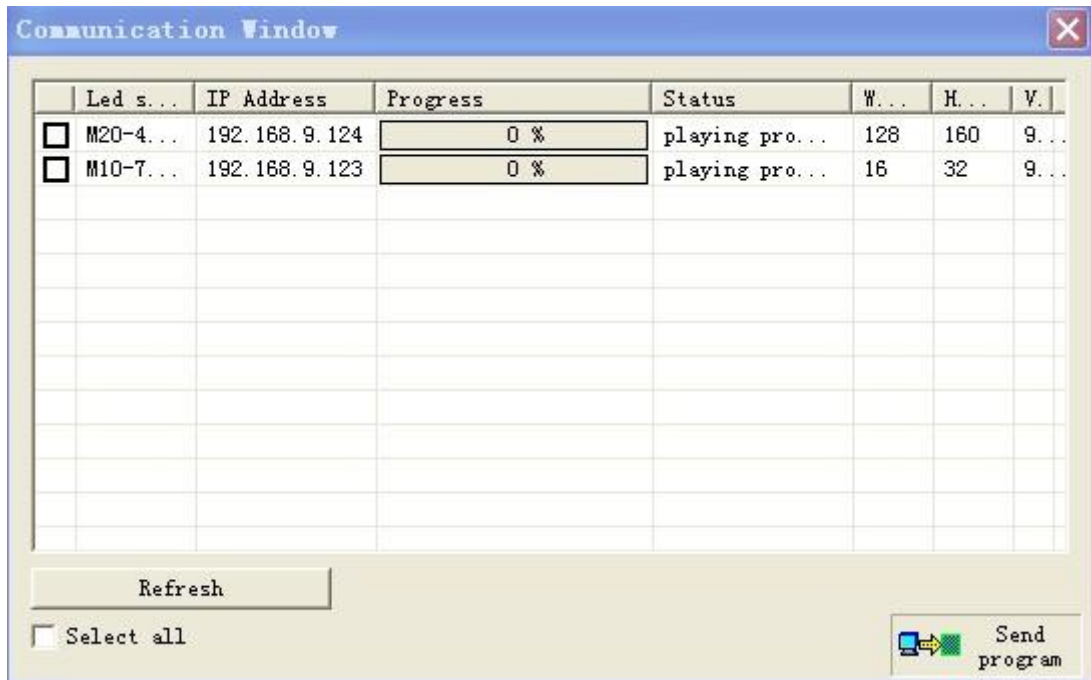 Communication Window
Led s... IP Address Progress Status W... H... V.
M20-4... 192.168.9.124 0 % playing pro... 128 160 9...
M10-7... 192.168.9.123 0 % playing pro... 16 32 9...
Refresh
Select all
Send
program